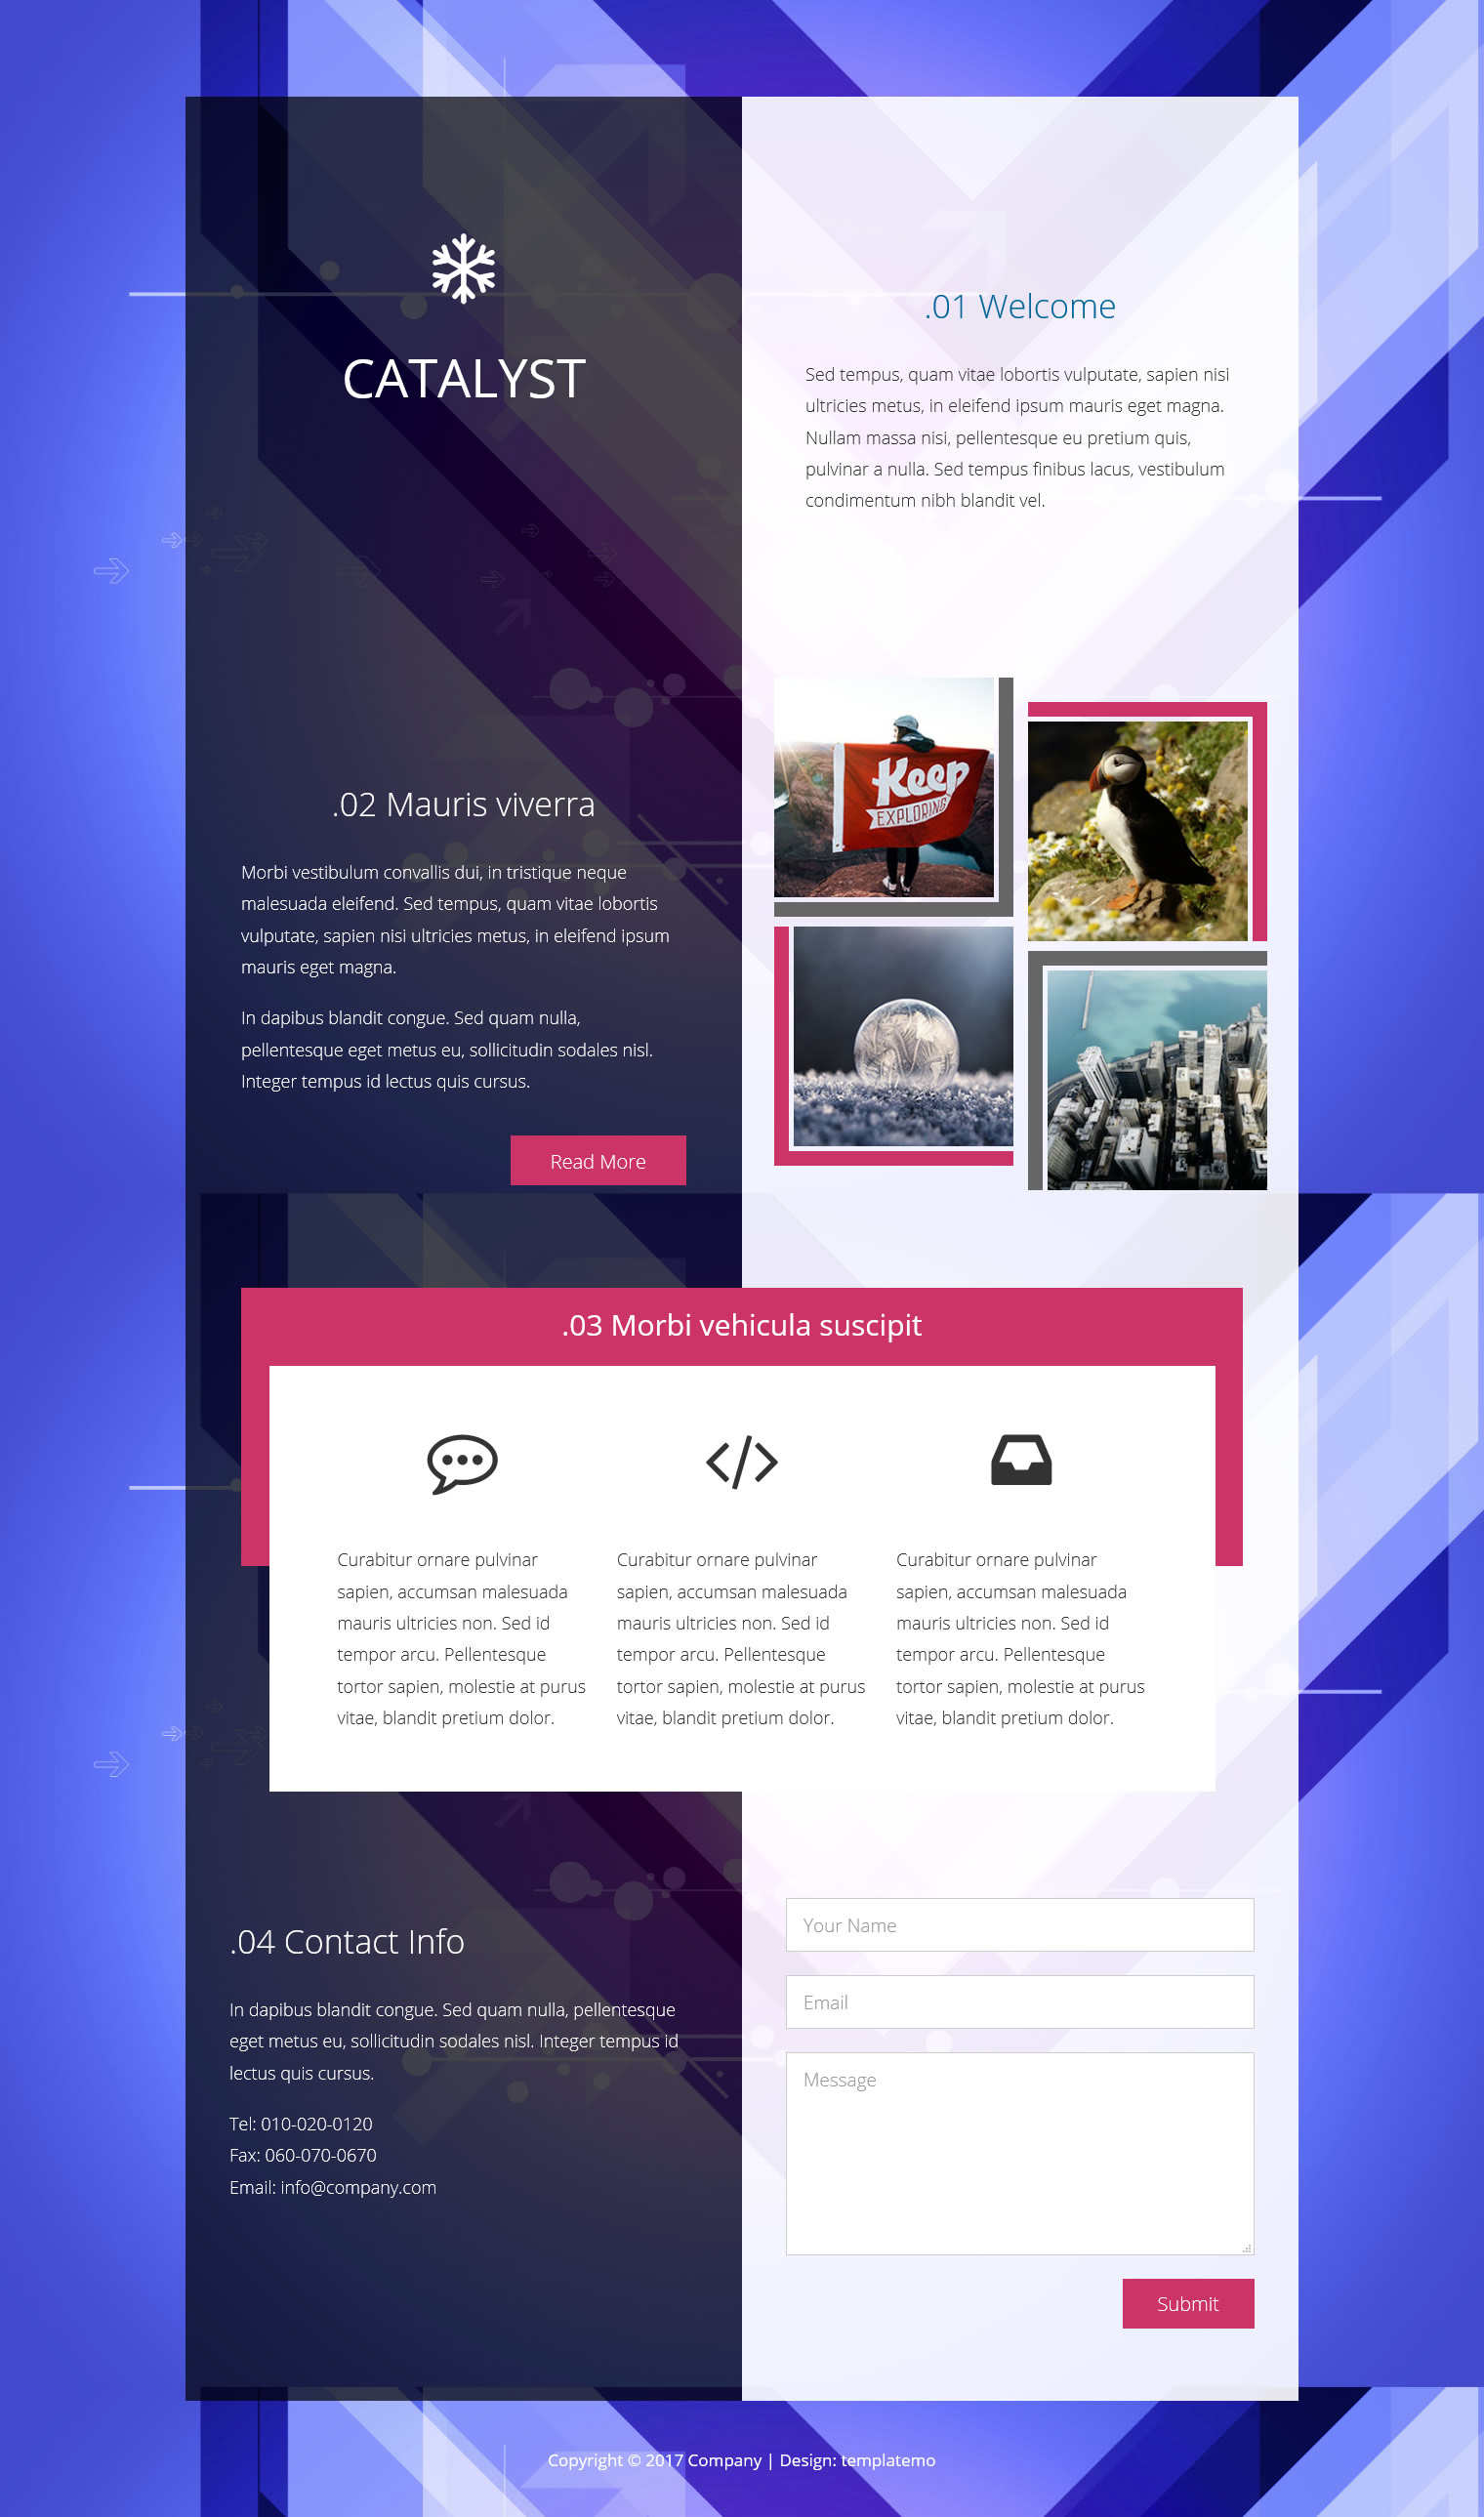 CATALYST
.01 Welcome
Sed tempus, quam vitae lobortis vulputate, sapien nisi
ultricies metus, in eleifend ipsum mauris eget magna.
Nullam massa nisi, pellentesque eu pretium quis,
pulvinar a nulla. Sed tempus finibus lacus, vestibulum
condimentum nibh blandit vel.
.02 Mauris viverra
Morbi vestibulum convallis dui, in tristique neque
malesuada eleifend. Sed tempus, quam vitae lobortis
vulputate, sapien nisi ultricies metus, in eleifend ipsum
mauris eget magna.
In dapibus blandit congue. Sed quam nulla,
pellentesque eget metus eu, sollicitudin sodales nisl.
Integer tempus id lectus quis cursus.
Read More
Keep
EXPLORING
.03 Morbi vehicula suscipit
Curabitur ornare pulvinar
sapien, accumsan malesuada
mauris ultricies non. Sed id
tempor arcu. Pellentesque
tortor sapien, molestie at purus
vitae, blandit pretium dolor.
Curabitur ornare pulvinar
sapien, accumsan malesuada
mauris ultricies non. Sed id
tempor arcu. Pellentesque
tortor sapien, molestie at purus
vitae, blandit pretium dolor.
Curabitur ornare pulvinar
sapien, accumsan malesuada
mauris ultricies non. Sed id
tempor arcu. Pellentesque
tortor sapien, molestie at purus
vitae, blandit pretium dolor.
.04 Contact Info
In dapibus blandit congue. Sed quam nulla, pellentesque
eget metus eu, sollicitudin sodales nisl. Integer tempus id
lectus quis cursus.
Tel: 010-020-0120
Fax: 060-070-0670
Email: info@company.com
Your Name
Email
Message
Submit
Copyright © 2017 Company | Design: templatemo